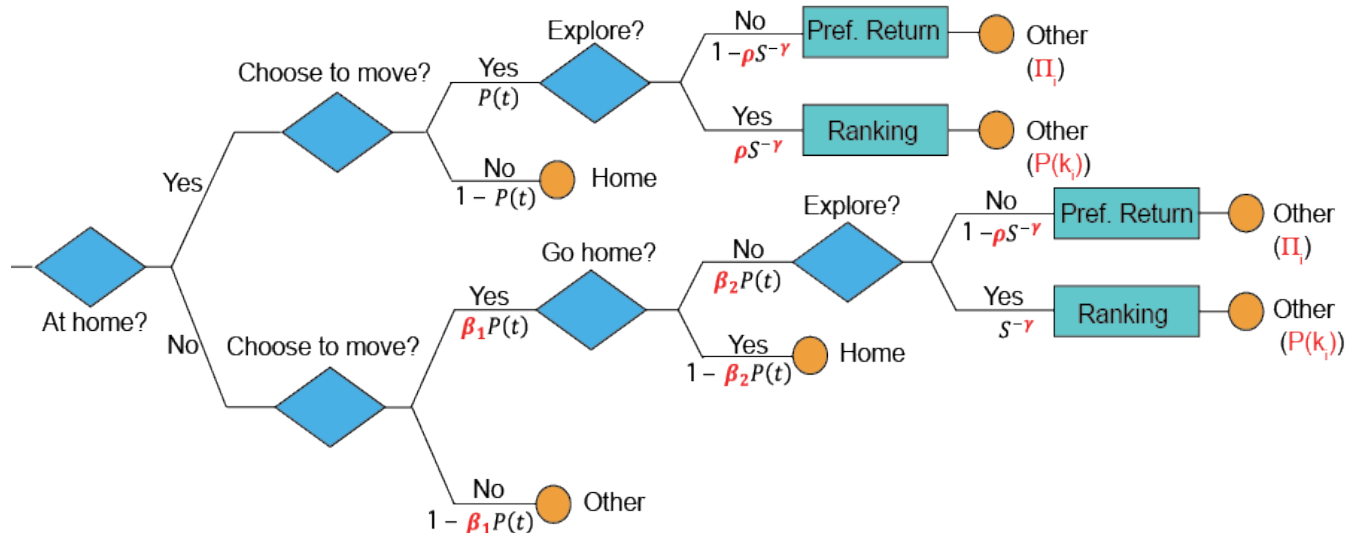 Explore?
No
1-ρS^-γ
Pref. Return
Other
(Π_i)
Choose to move?
Yes
P(t)
Yes
ρS^-γ
Ranking
Other
(P(k_i))
No
1 - P(t)
Home
Yes
At home?
No
Explore?
No
1-ρS^-γ
Pref. Return
Other
(Π_i)
Go home?
No
β₂P(t)
Yes
S^-γ
Ranking
Other
(P(k_i))
Choose to move?
Yes
β₁P(t)
Yes
1 - β₂P(t)
Home
No
1 - β₁P(t)
Other